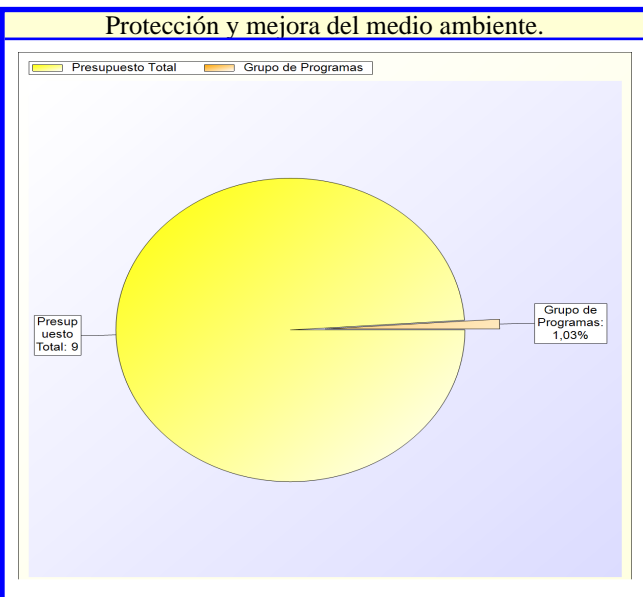 Protección y mejora del medio ambiente.
Presupuesto Total Grupo de Programas
Presup
uesto
Total: 9
Grupo de
Programas:
1,03%